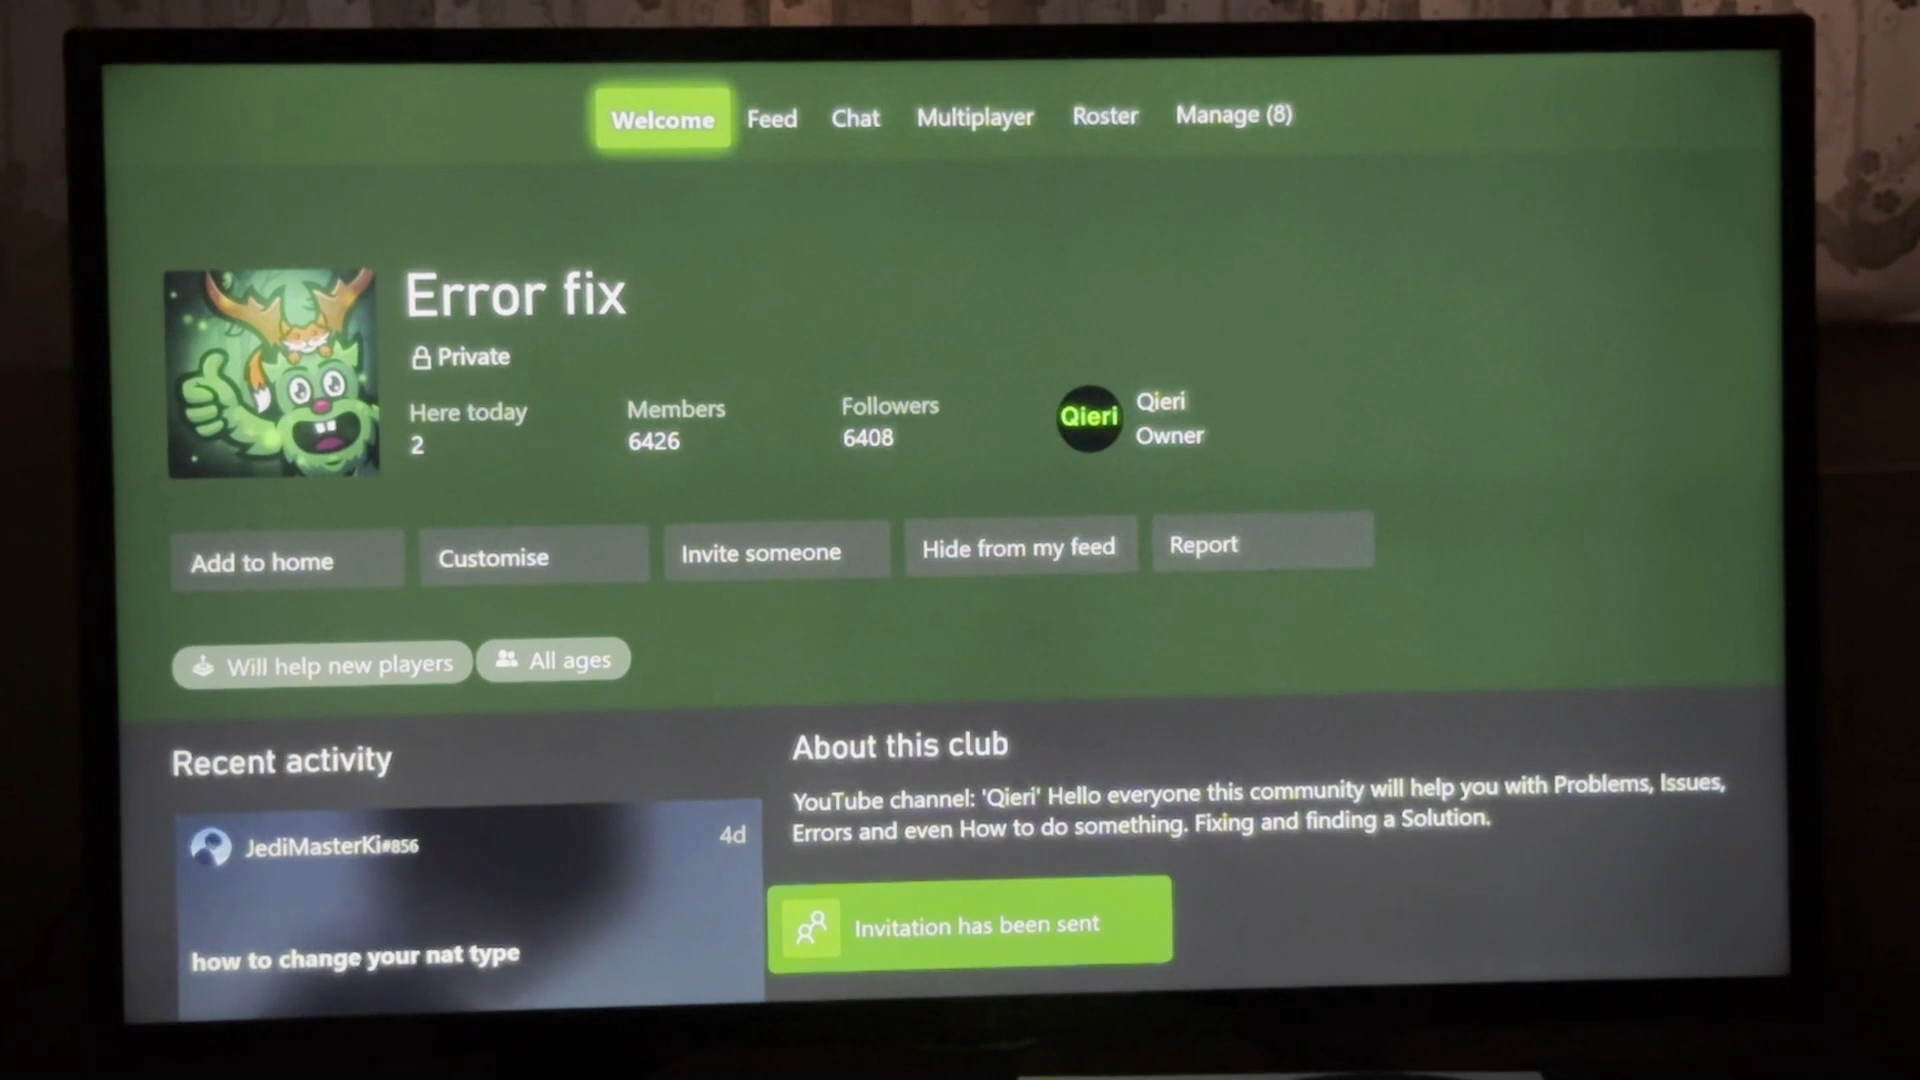 Welcome Feed Chat Multiplayer Roster Manage (8)
Error fix
Private
Here today Members Followers
2 6426 6408
Qieri
Qieri
Owner
Add to home Customise Invite someone Hide from my feed Report
Will help new players All ages
Recent activity
JediMasterKi#856 4d
how to change your nat type
About this club
YouTube channel: 'Qieri' Hello everyone this community will help you with Problems, Issues,
Errors and even How to do something. Fixing and finding a Solution.
Invitation has been sent